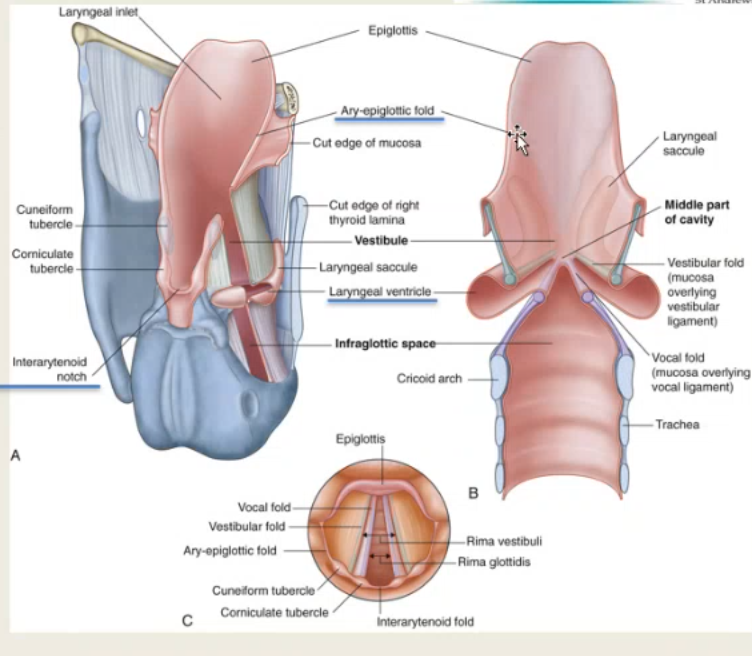 St Andrew
Laryngeal inlet
Epiglottis
Ary-epiglottic fold
Cut edge of mucosa
Laryngeal
saccule
Cuneiform
tubercle
Cut edge of right
thyroid lamina
Middle part
of cavity
Corniculate
tubercle
Vestibule
Laryngeal saccule
Laryngeal ventricle
Vestibular fold
(mucosa
overlying
vestibular
ligament)
Infraglottic space
Interarytenoid
notch
Cricoid arch
Vocal fold
(mucosa overlying
vocal ligament)
Trachea
A
B
Epiglottis
Vocal fold
Vestibular fold
Ary-epiglottic fold
Rima vestibuli
Rima glottidis
Cuneiform tubercle
Corniculate tubercle
Interarytenoid fold
C